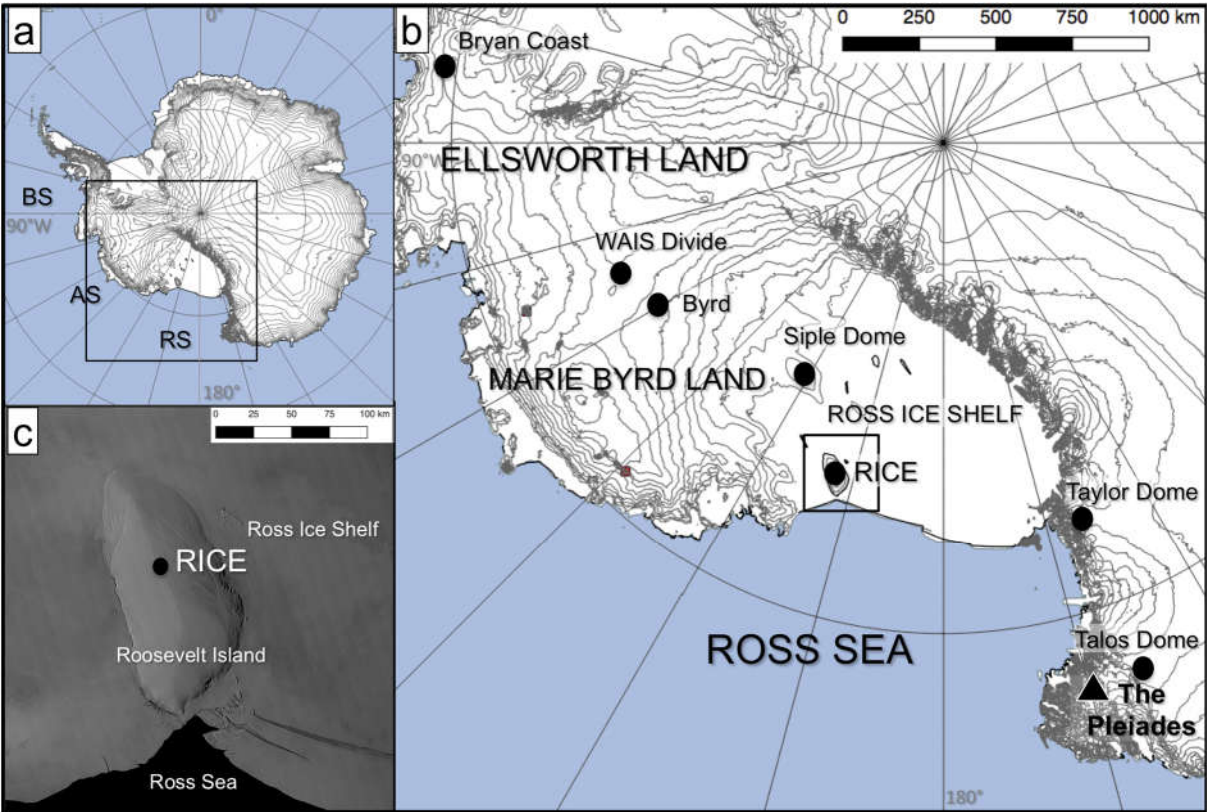 a
0°
BS
90°W
AS
RS
180°
b
0 250 500 750 1000 km
Bryan Coast
90°W
ELLSWORTH LAND
WAIS Divide
Byrd
Siple Dome
MARIE BYRD LAND
ROSS ICE SHELF
RICE
Taylor Dome
ROSS SEA
Talos Dome
The
Pleiades
180°
c
0 25 50 75 100 km
Ross Ice Shelf
RICE
Roosevelt Island
Ross Sea